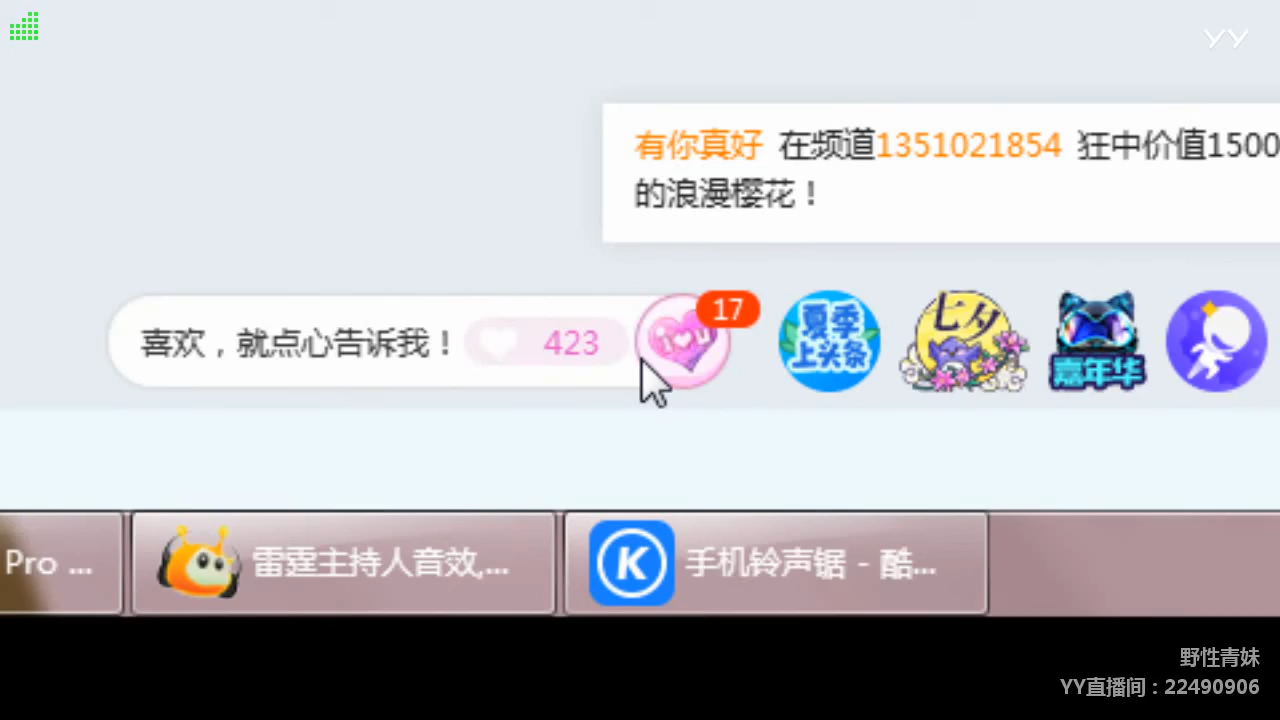 YY
有你真好 在频道1351021854 狂中价值1500
的浪漫樱花！
喜欢，就点心告诉我！ 423
I U
17
夏季
上头条
七夕
嘉年华
Pro ...
雷霆主持人音效,...
K
手机铃声锯 - 酷...
野性青妹
YY直播间：22490906